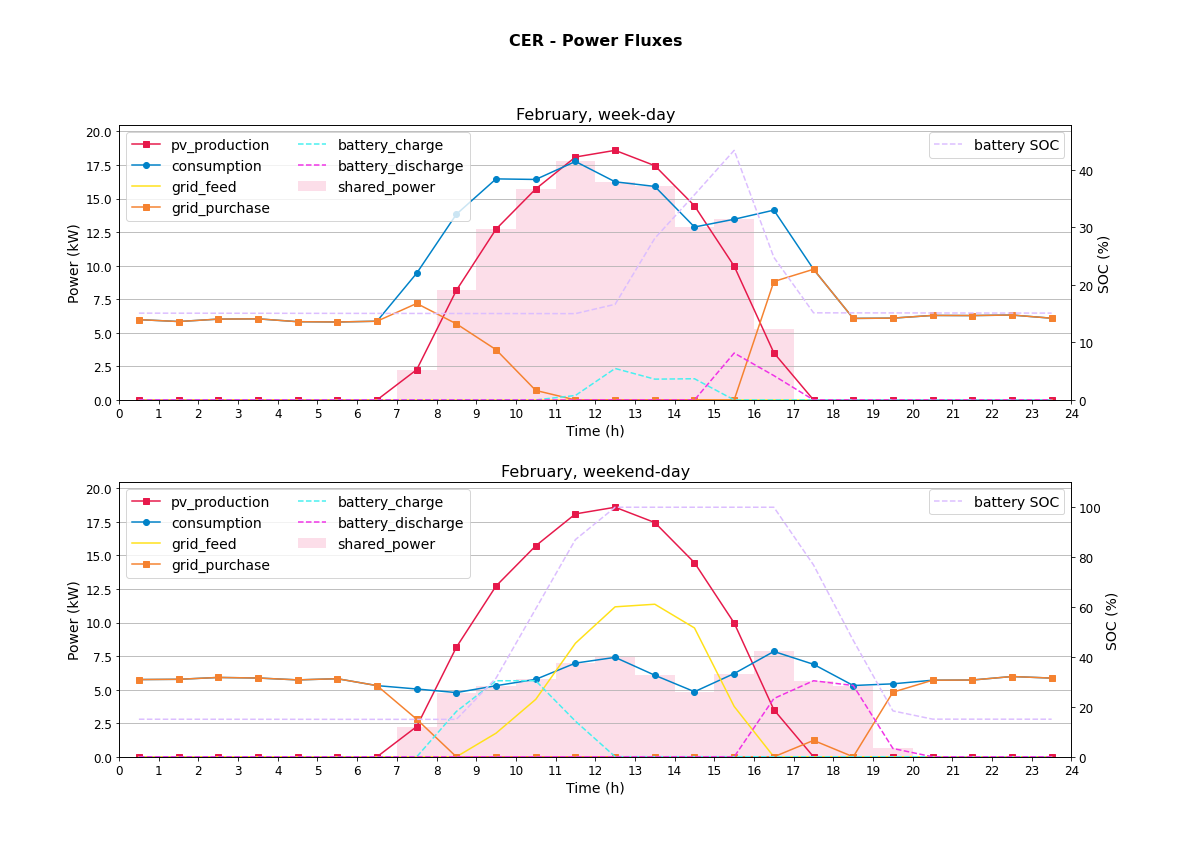 CER - Power Fluxes
February, week-day
pv_production
consumption
grid_feed
grid_purchase
battery_charge
battery_discharge
shared_power
battery SOC
Power (kW)
20.0
17.5
15.0
12.5
10.0
7.5
5.0
2.5
0.0
SOC (%)
40
30
20
10
0
0 1 2 3 4 5 6 7 8 9 10 11 12 13 14 15 16 17 18 19 20 21 22 23 24
Time (h)
February, weekend-day
pv_production
consumption
grid_feed
grid_purchase
battery_charge
battery_discharge
shared_power
battery SOC
Power (kW)
20.0
17.5
15.0
12.5
10.0
7.5
5.0
2.5
0.0
SOC (%)
100
80
60
40
20
0
0 1 2 3 4 5 6 7 8 9 10 11 12 13 14 15 16 17 18 19 20 21 22 23 24
Time (h)